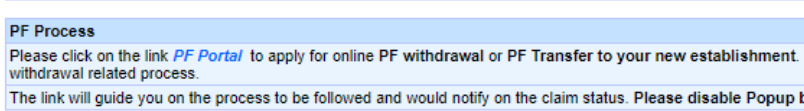 PF Process
Please click on the link PF Portal to apply for online PF withdrawal or PF Transfer to your new establishment.
withdrawal related process.
The link will guide you on the process to be followed and would notify on the claim status. Please disable Popup